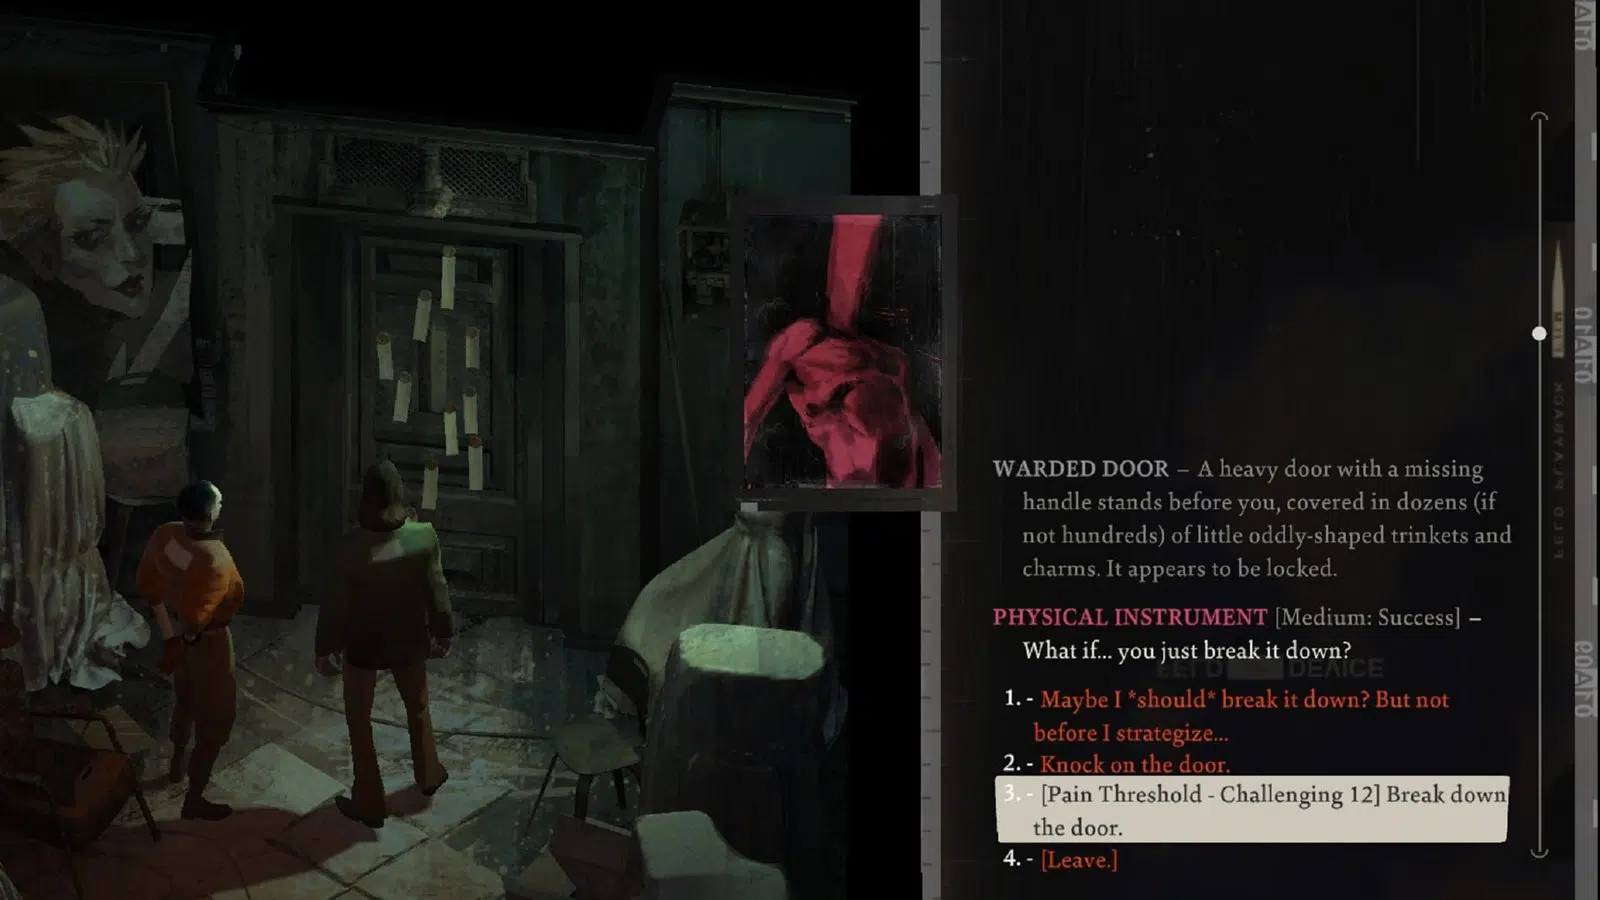 WARDED DOOR – A heavy door with a missing
handle stands before you, covered in dozens (if
not hundreds) of little oddly-shaped trinkets and
charms. It appears to be locked.
PHYSICAL INSTRUMENT [Medium: Success] –
What if... you just break it down?
1. - Maybe I *should* break it down? But not
before I strategize...
2. - Knock on the door.
3. - [Pain Threshold - Challenging 12] Break down
the door.
4. - [Leave.]